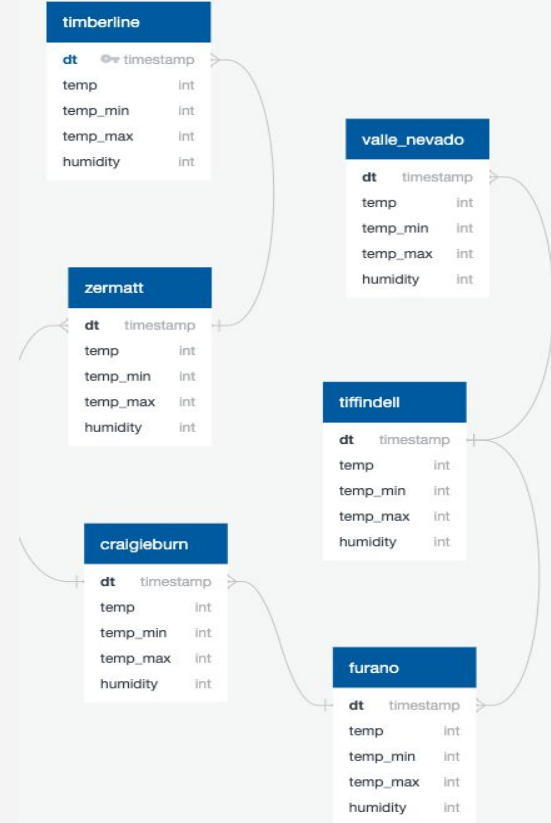 timberline
dt timestamp
temp int
temp_min int
temp_max int
humidity int
valle_nevado
dt timestamp
temp int
temp_min int
temp_max int
humidity int
zermatt
dt timestamp
temp int
temp_min int
temp_max int
humidity int
tiffindell
dt timestamp
temp int
temp_min int
temp_max int
humidity int
craigieburn
dt timestamp
temp int
temp_min int
temp_max int
humidity int
furano
dt timestamp
temp int
temp_min int
temp_max int
humidity int